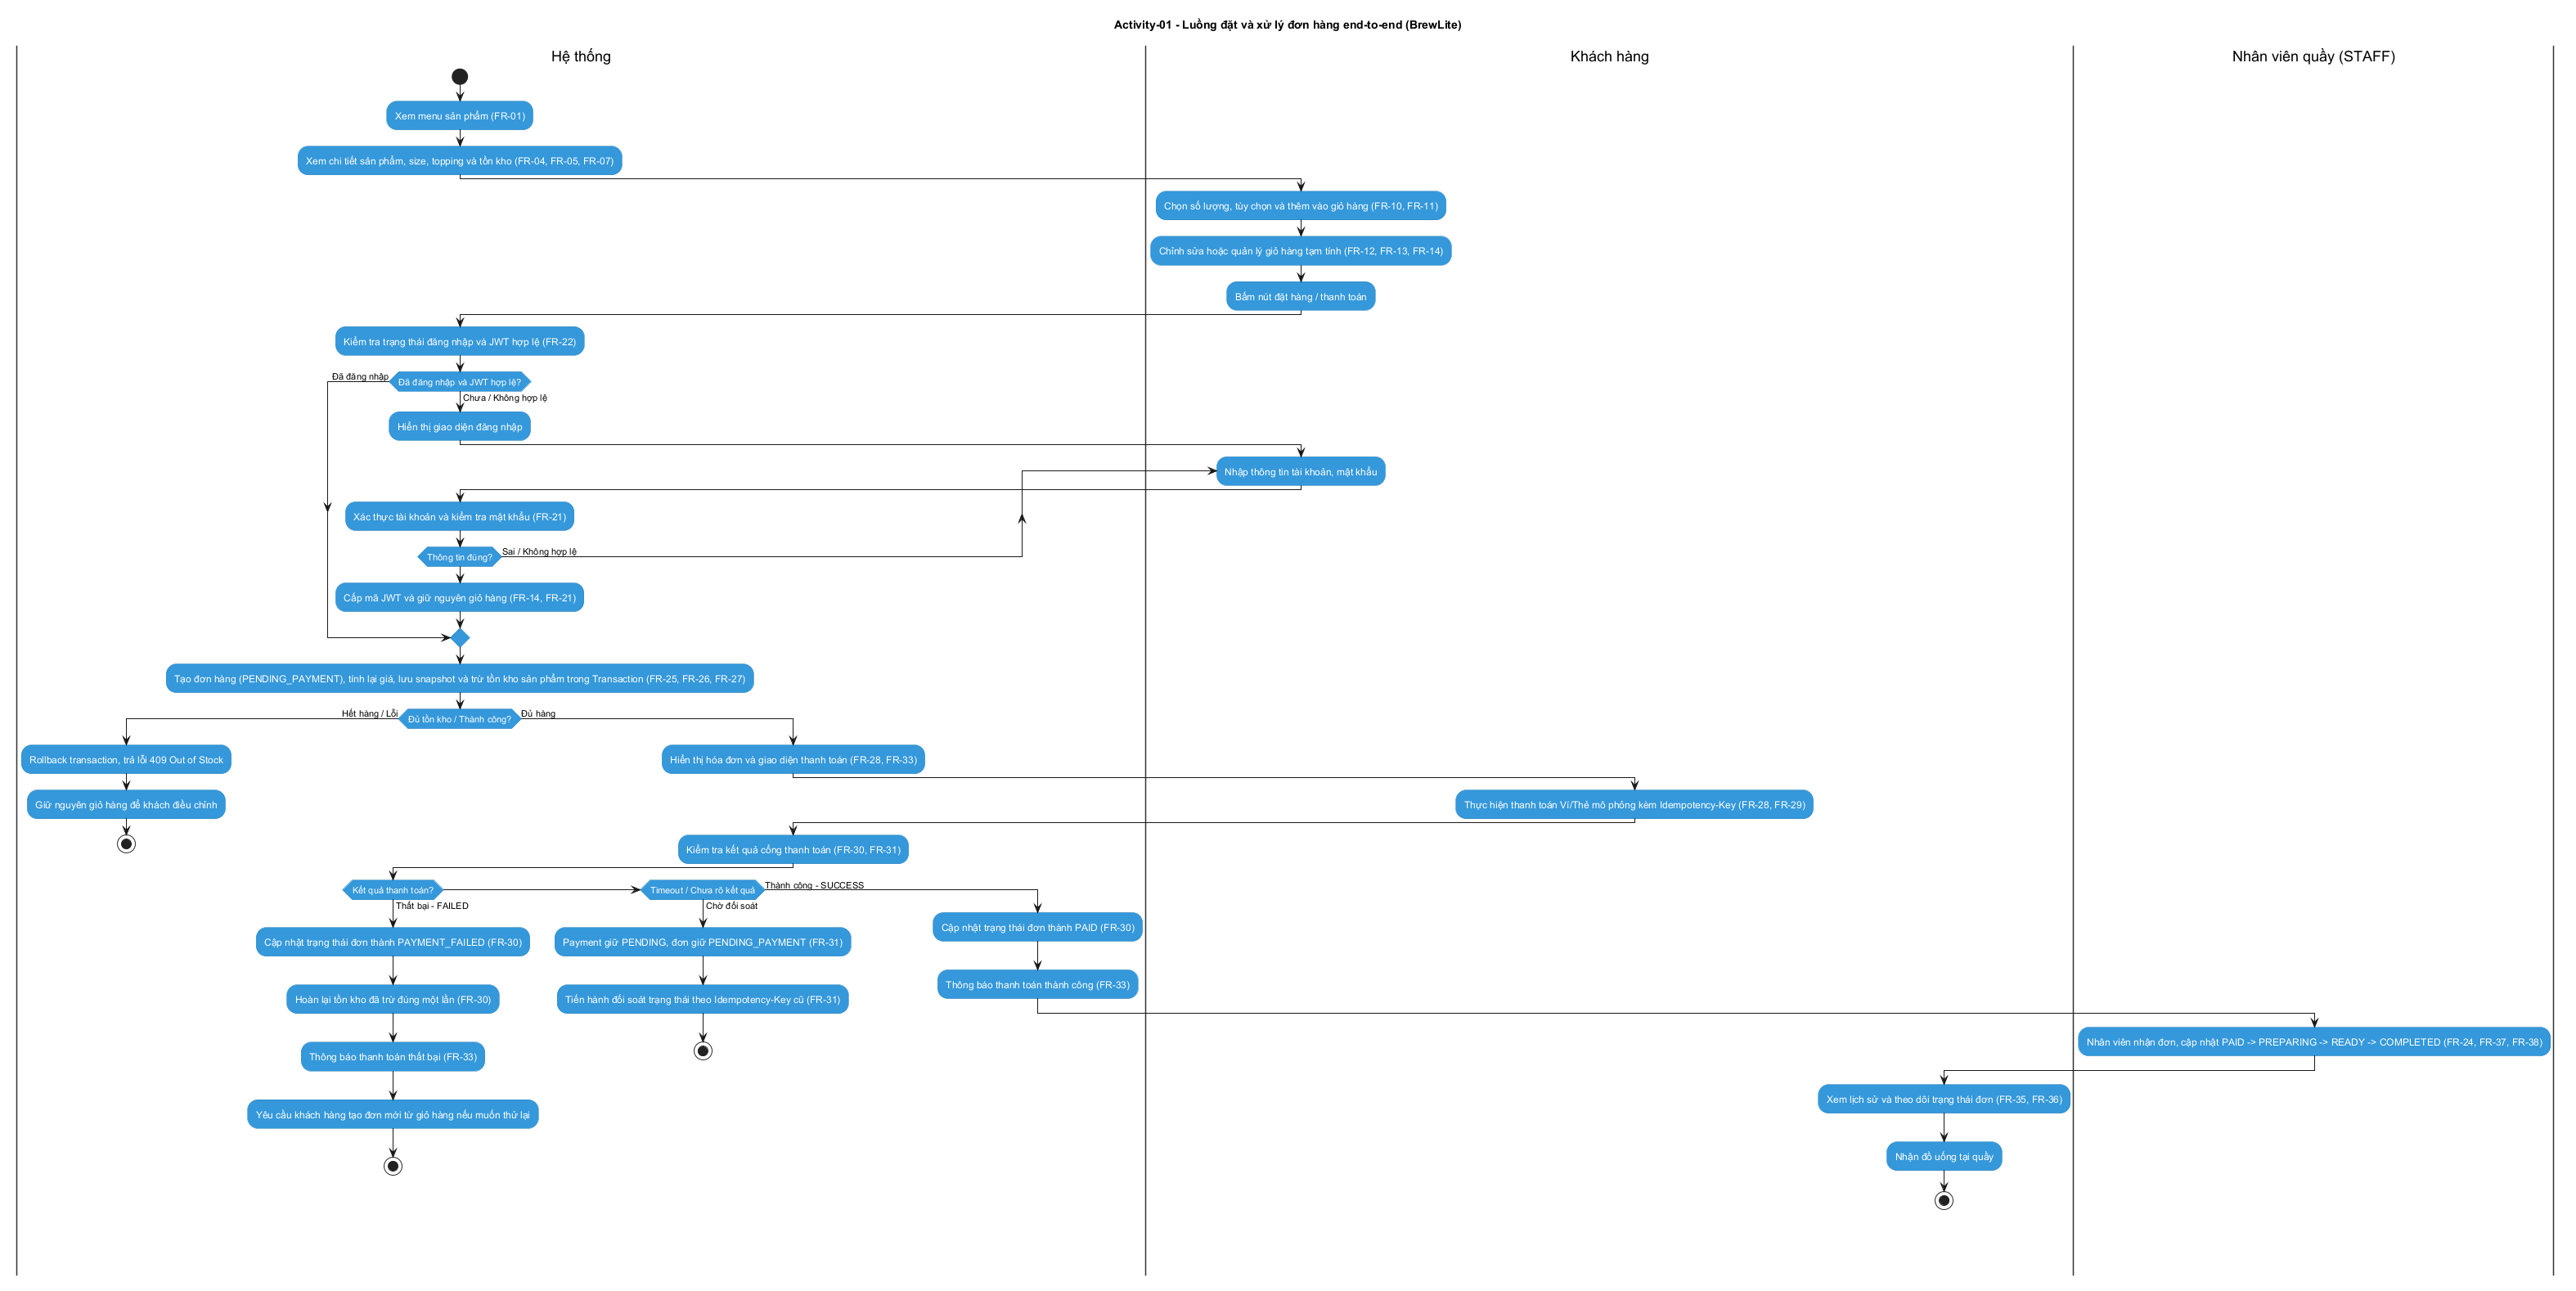 Activity-01 - Luồng đặt và xử lý đơn hàng end-to-end (BrewLite)
Hệ thống
Khách hàng
Nhân viên quầy (STAFF)
Xem menu sản phẩm (FR-01)
Xem chi tiết sản phẩm, size, topping và tồn kho (FR-04, FR-05, FR-07)
Chọn số lượng, tùy chọn và thêm vào giỏ hàng (FR-10, FR-11)
Chỉnh sửa hoặc quản lý giỏ hàng tạm tính (FR-12, FR-13, FR-14)
Bấm nút đặt hàng / thanh toán
Kiểm tra trạng thái đăng nhập và JWT hợp lệ (FR-22)
Đã đăng nhập
Đã đăng nhập và JWT hợp lệ?
Chưa / Không hợp lệ
Hiển thị giao diện đăng nhập
Nhập thông tin tài khoản, mật khẩu
Xác thực tài khoản và kiểm tra mật khẩu (FR-21)
Thông tin đúng?
Sai / Không hợp lệ
Cấp mã JWT và giữ nguyên giỏ hàng (FR-14, FR-21)
Tạo đơn hàng (PENDING_PAYMENT), tính lại giá, lưu snapshot và trừ tồn kho sản phẩm trong Transaction (FR-25, FR-26, FR-27)
Hết hàng / Lỗi
Đủ tồn kho / Thành công?
Đủ hàng
Rollback transaction, trả lỗi 409 Out of Stock
Hiển thị hóa đơn và giao diện thanh toán (FR-28, FR-33)
Giữ nguyên giỏ hàng để khách điều chỉnh
Thực hiện thanh toán Ví/Thẻ mô phỏng kèm Idempotency-Key (FR-28, FR-29)
Kiểm tra kết quả cổng thanh toán (FR-30, FR-31)
Kết quả thanh toán?
Timeout / Chưa rõ kết quả
Thành công - SUCCESS
Thất bại - FAILED
Chờ đối soát
Cập nhật trạng thái đơn thành PAID (FR-30)
Cập nhật trạng thái đơn thành PAYMENT_FAILED (FR-30)
Payment giữ PENDING, đơn giữ PENDING_PAYMENT (FR-31)
Thông báo thanh toán thành công (FR-33)
Hoàn lại tồn kho đã trừ đúng một lần (FR-30)
Tiến hành đối soát trạng thái theo Idempotency-Key cũ (FR-31)
Nhân viên nhận đơn, cập nhật PAID -> PREPARING -> READY -> COMPLETED (FR-24, FR-37, FR-38)
Thông báo thanh toán thất bại (FR-33)
Xem lịch sử và theo dõi trạng thái đơn (FR-35, FR-36)
Yêu cầu khách hàng tạo đơn mới từ giỏ hàng nếu muốn thử lại
Nhận đồ uống tại quầy